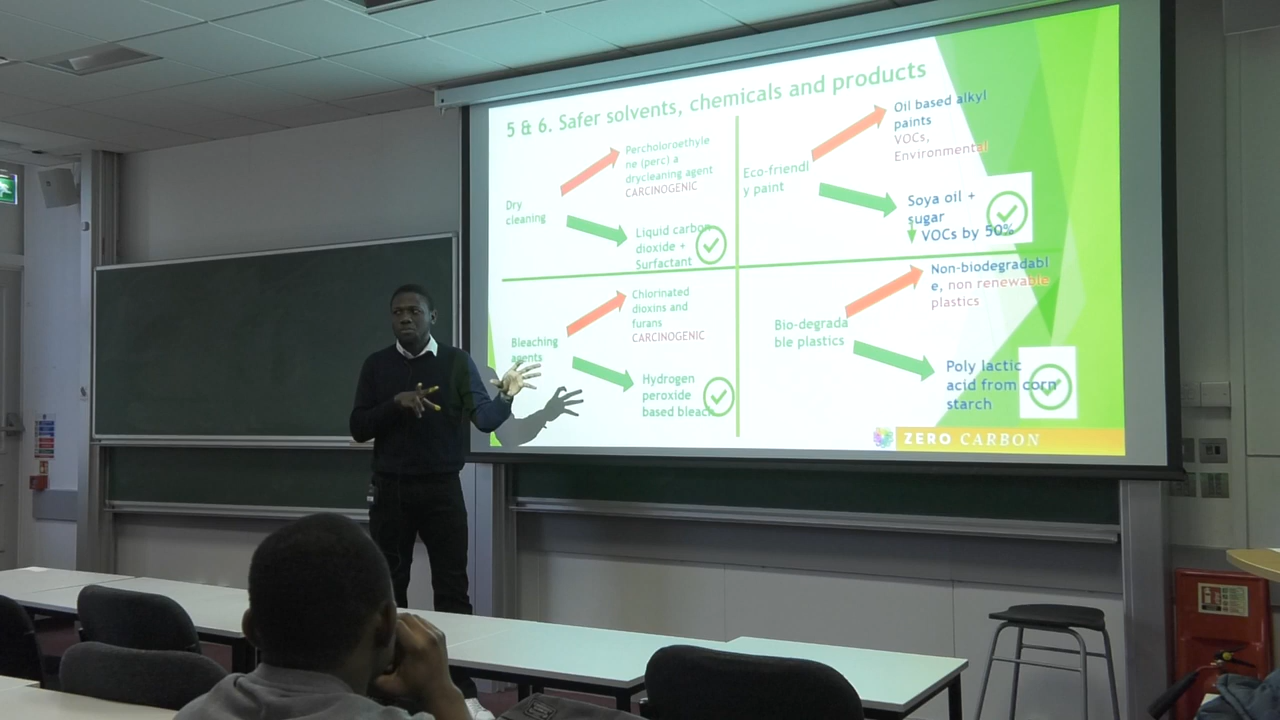 5 & 6. Safer solvents, chemicals and products
Dry
cleaning
Percholoroethyle
ne (perc) a
drycleaning agent
CARCINOGENIC
Liquid carbon
dioxide +
Surfactant
Eco-friendl
y paint
Oil based alkyl
paints
VOCs,
Environmental
Soya oil +
sugar
VOCs by 50%
Bleaching
agents
Chlorinated
dioxins and
furans
CARCINOGENIC
Hydrogen
peroxide
based bleach
Bio-degrada
ble plastics
Non-biodegradabl
e, non renewable
plastics
Poly lactic
acid from corn
starch
ZERO CARBON